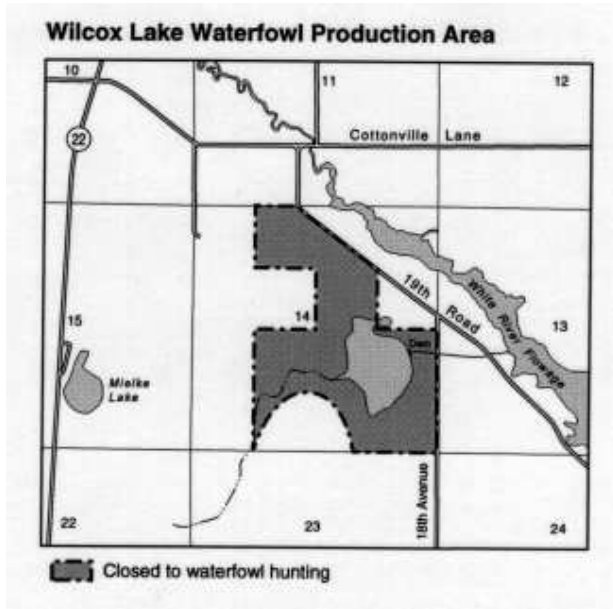 Wilcox Lake Waterfowl Production Area
10
11
12
22
Cottonville Lane
19th Road
White River Flowage
15
14
13
Dam
Mielke
Lake
18th Avenue
22
23
24
Closed to waterfowl hunting